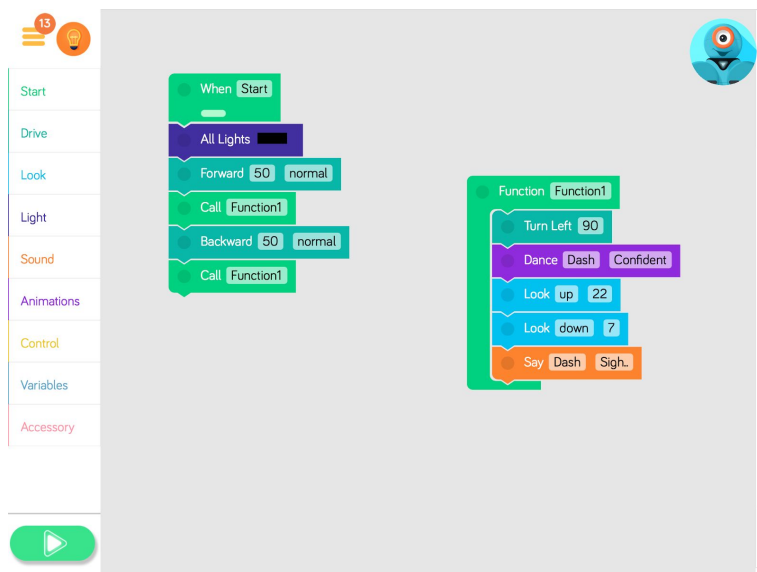 13
Start
Drive
Look
Light
Sound
Animations
Control
Variables
Accessory
When Start
All Lights
Forward 50 normal
Call Function1
Backward 50 normal
Call Function1
Function Function1
Turn Left 90
Dance Dash Confident
Look up 22
Look down 7
Say Dash Sigh..